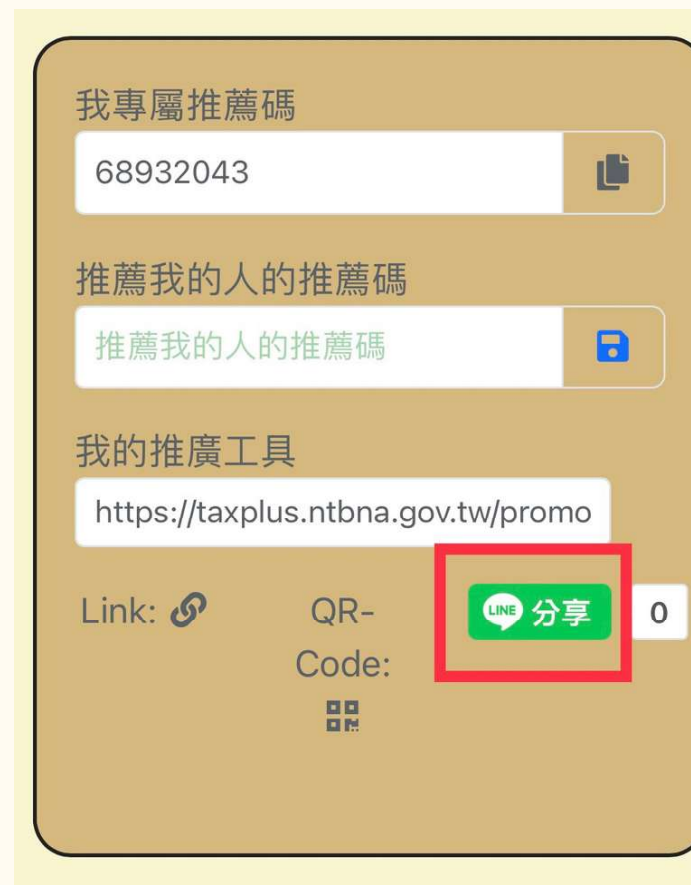 我專屬推薦碼
68932043
推薦我的人的推薦碼
推薦我的人的推薦碼
我的推廣工具
https://taxplus.ntbna.gov.tw/promo
Link: QR- LINE 分享 0
Code: